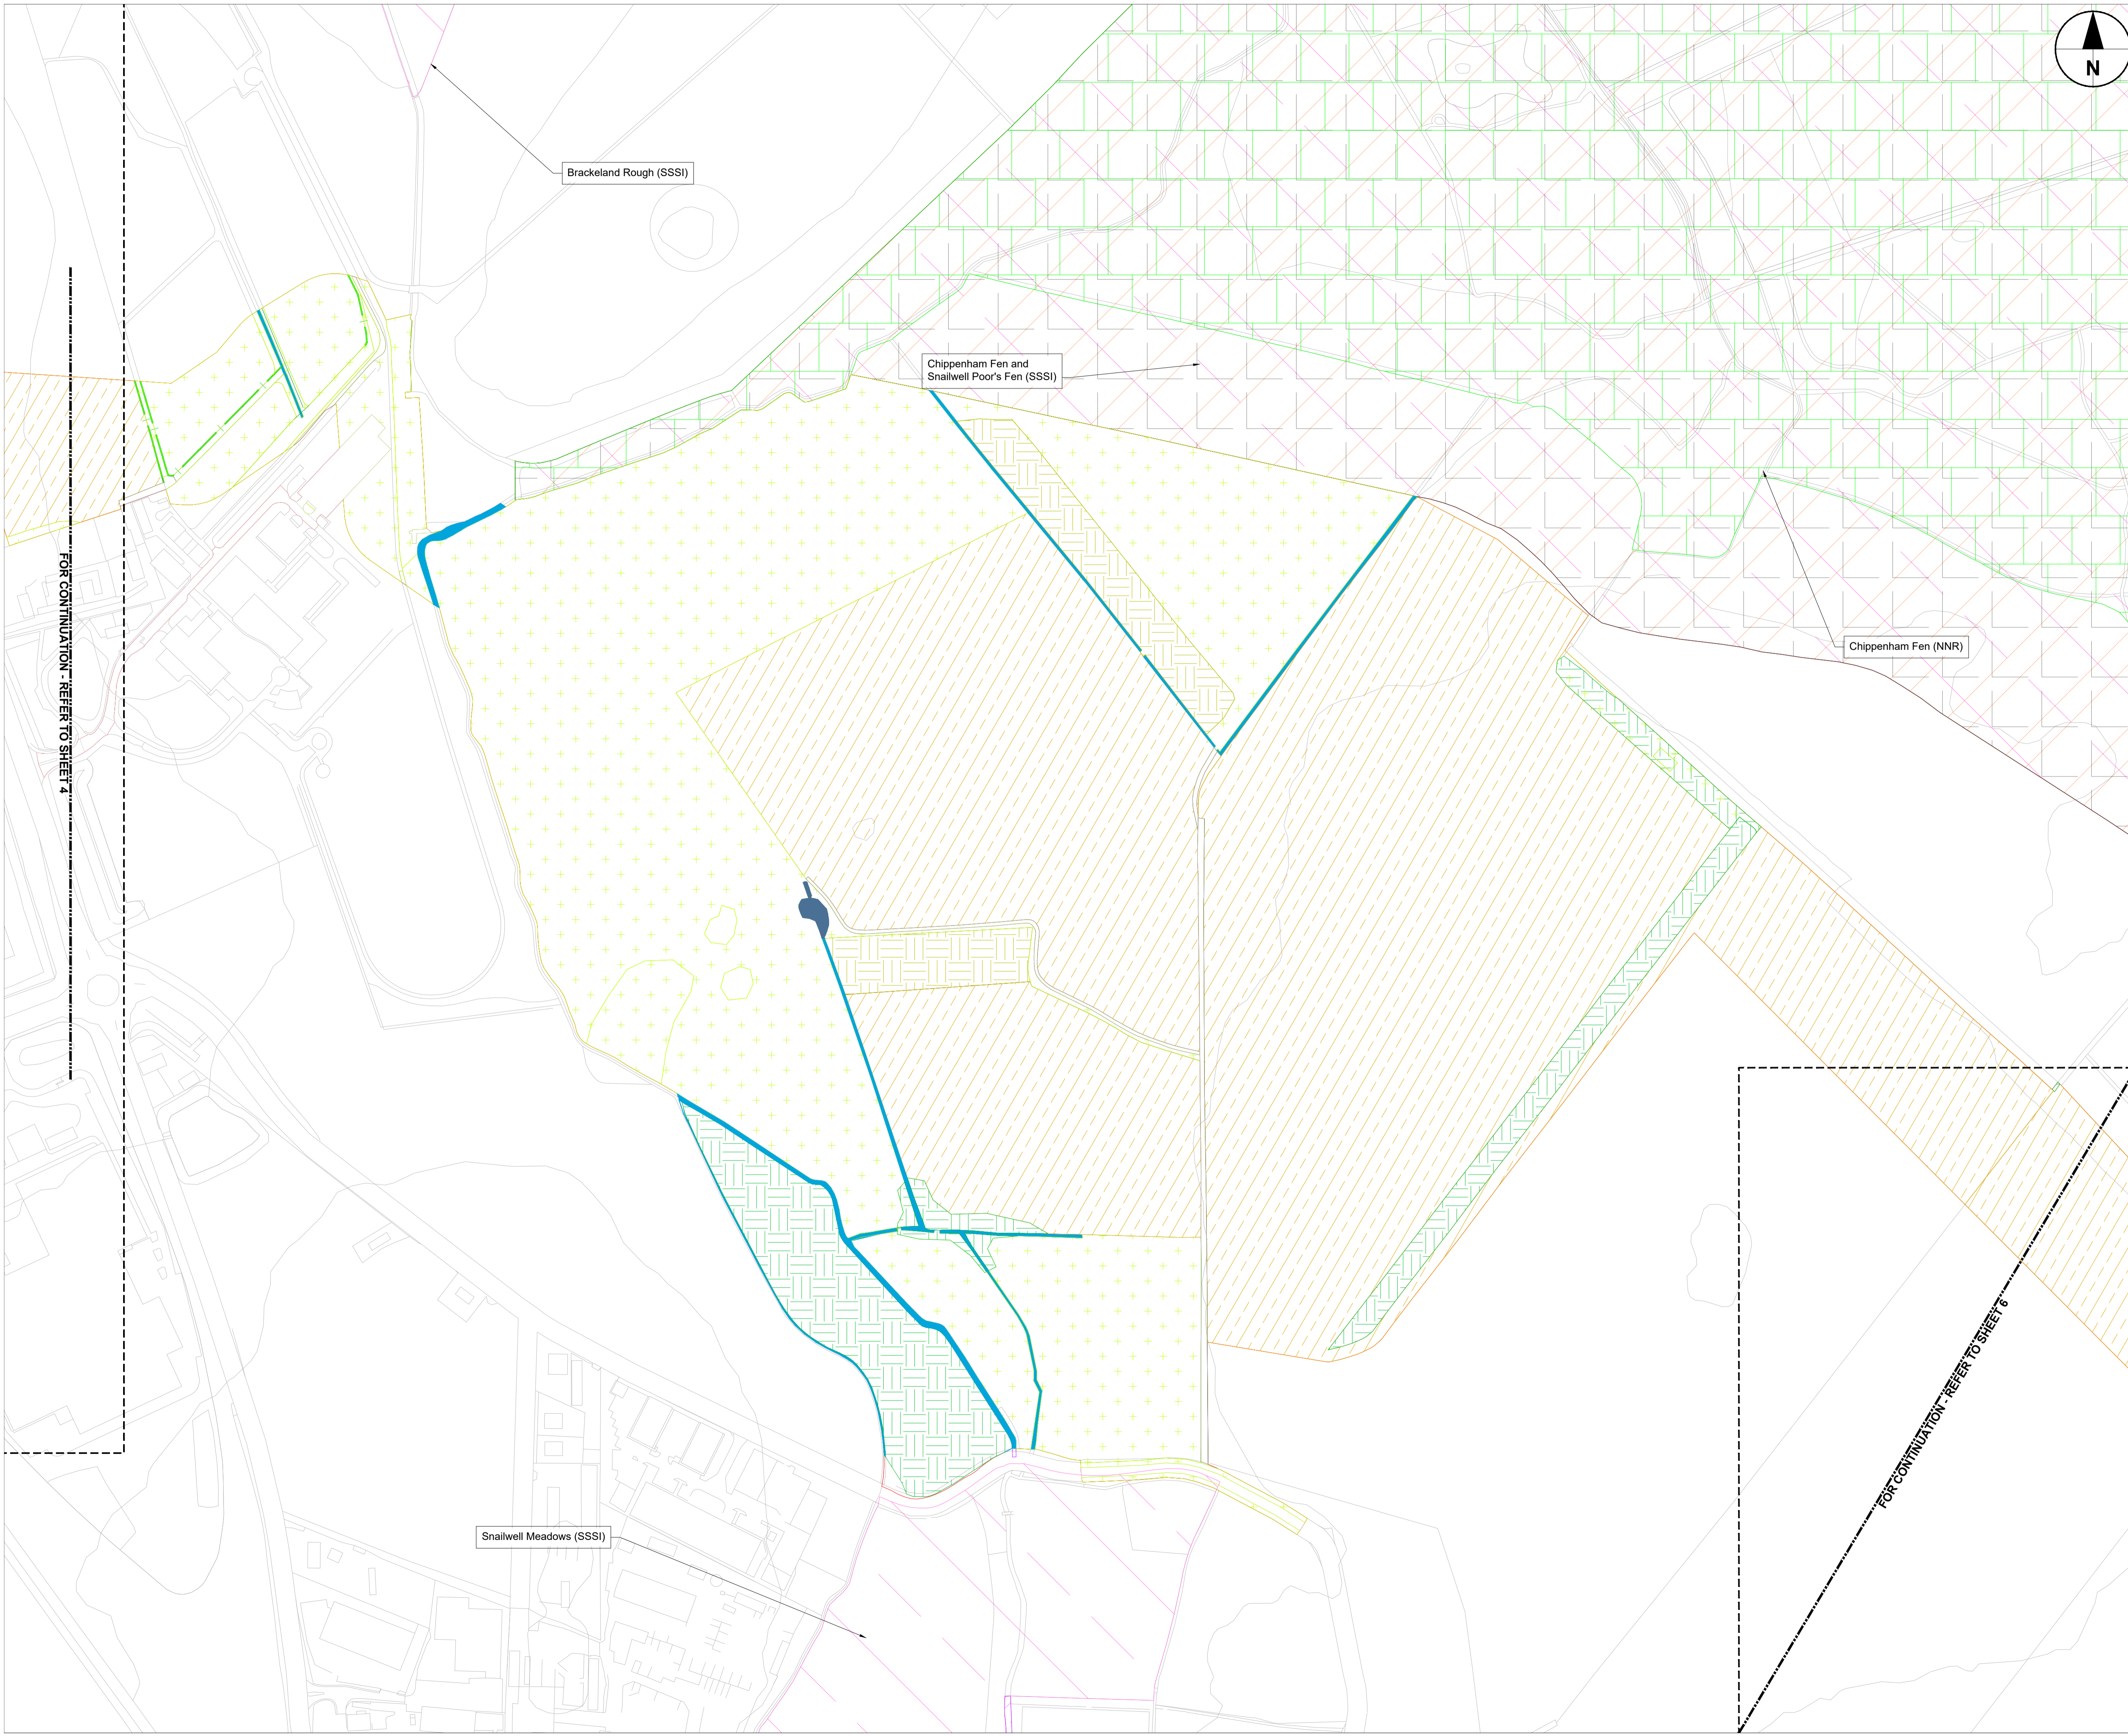 N
Brackeland Rough (SSSI)
Chippenham Fen and
Snailwell Poor's Fen (SSSI)
Chippenham Fen (NNR)
FOR CONTINUATION - REFER TO SHEET 4
FOR CONTINUATION - REFER TO SHEET 6
Snailwell Meadows (SSSI)